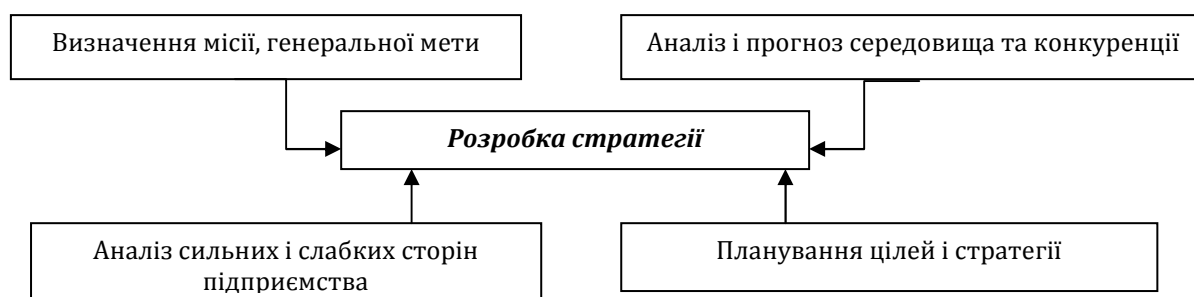 Визначення місії, генеральної мети
Аналіз і прогноз середовища та конкуренції
Розробка стратегії
Аналіз сильних і слабких сторін
підприємства
Планування цілей і стратегії